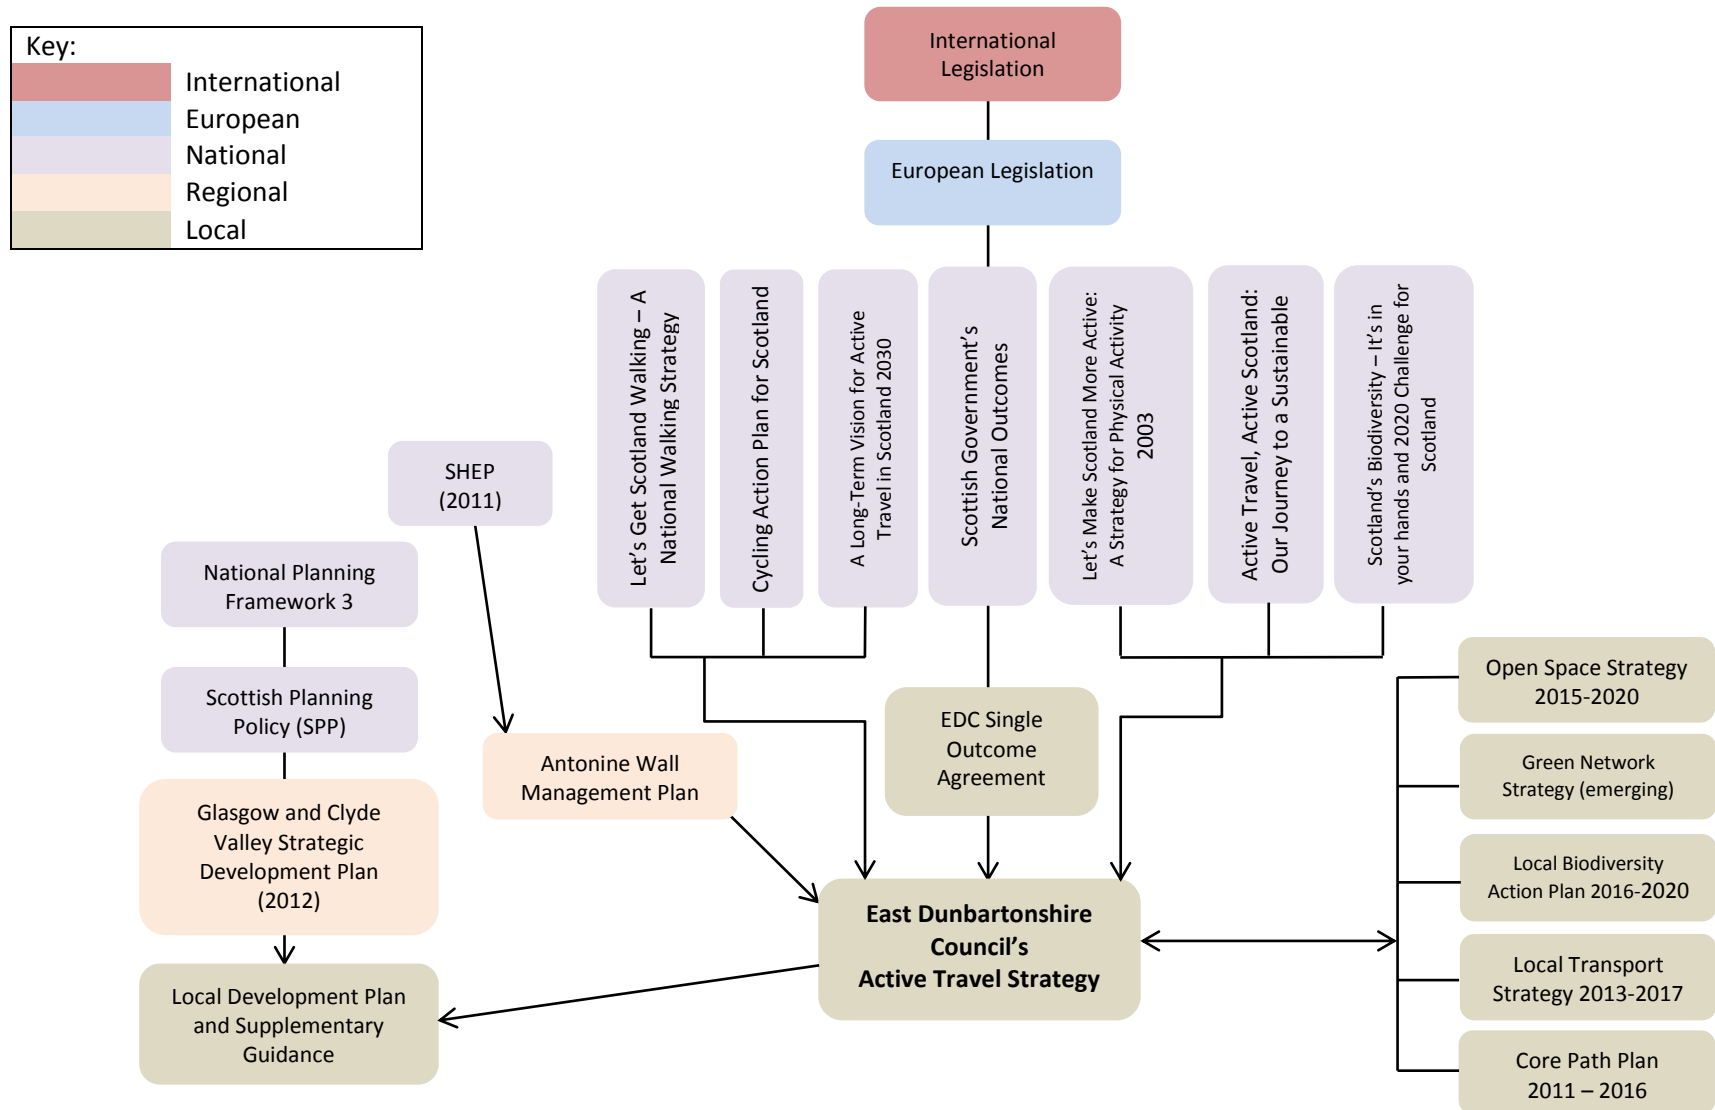 Key:
International
European
National
Regional
Local
International
Legislation
European Legislation
Let’s Get Scotland Walking – A
National Walking Strategy
Cycling Action Plan for Scotland
A Long-Term Vision for Active
Travel in Scotland 2030
Scottish Government’s
National Outcomes
Let’s Make Scotland More Active:
A Strategy for Physical Activity
2003
Active Travel, Active Scotland:
Our Journey to a Sustainable
Scotland’s Biodiversity – It’s in
your hands and 2020 Challenge for
Scotland
SHEP
(2011)
National Planning
Framework 3
Scottish Planning
Policy (SPP)
Glasgow and Clyde
Valley Strategic
Development Plan
(2012)
Local Development Plan
and Supplementary
Guidance
Antonine Wall
Management Plan
EDC Single
Outcome
Agreement
East Dunbartonshire
Council’s
Active Travel Strategy
Open Space Strategy
2015-2020
Green Network
Strategy (emerging)
Local Biodiversity
Action Plan 2016-2020
Local Transport
Strategy 2013-2017
Core Path Plan
2011 – 2016